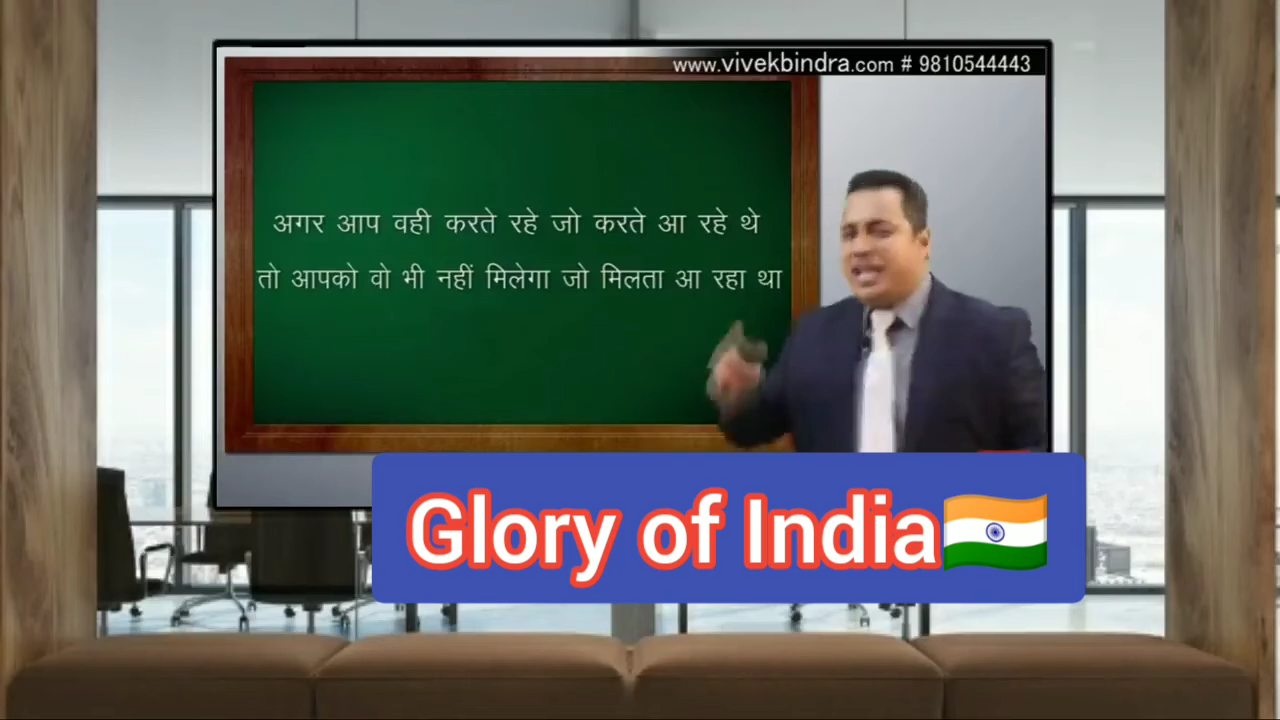 www.vivekbindra.com # 9810544443
अगर आप वही करते रहे जो करते आ रहे थे
तो आपको वो भी नहीं मिलेगा जो मिलता आ रहा था
Glory of India🇮🇳